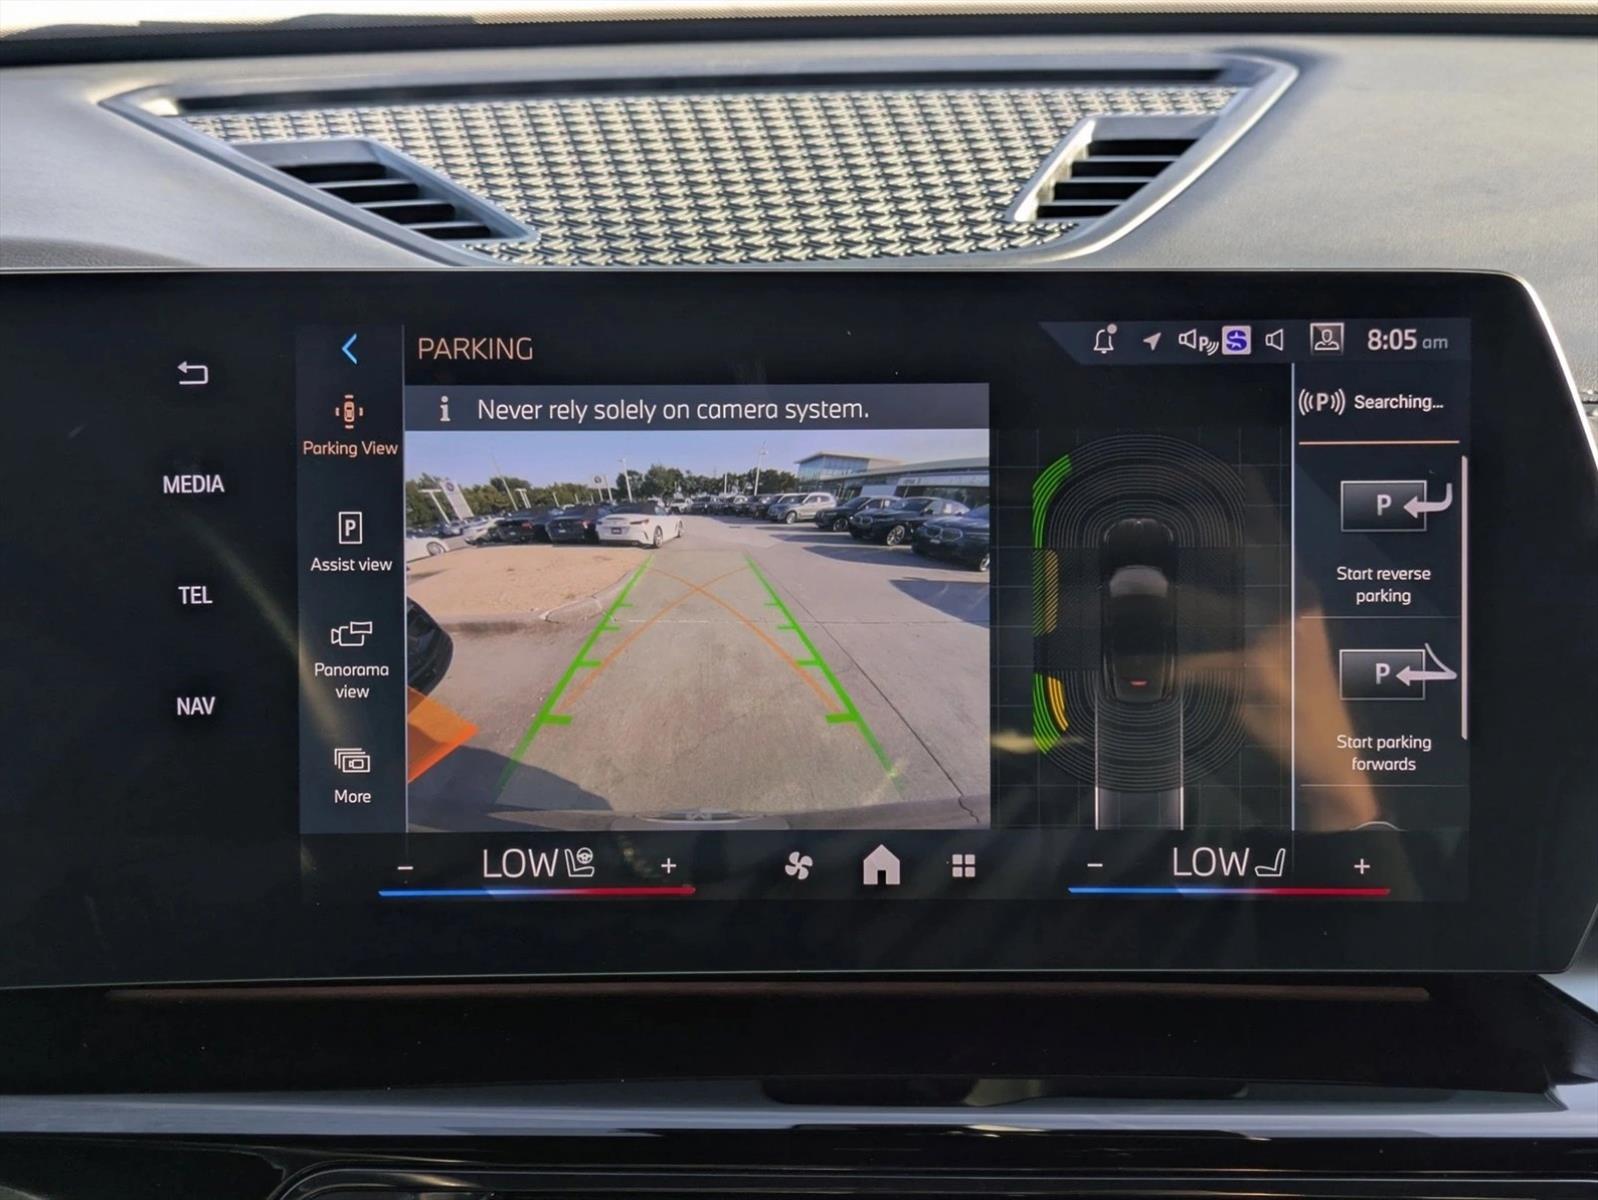 PARKING
8:05 am
i Never rely solely on camera system.
((P)) Searching...
Parking View
MEDIA
P
Assist view
P
Start reverse
parking
TEL
Panorama
view
P
Start parking
forwards
NAV
More
- LOW +
- LOW +